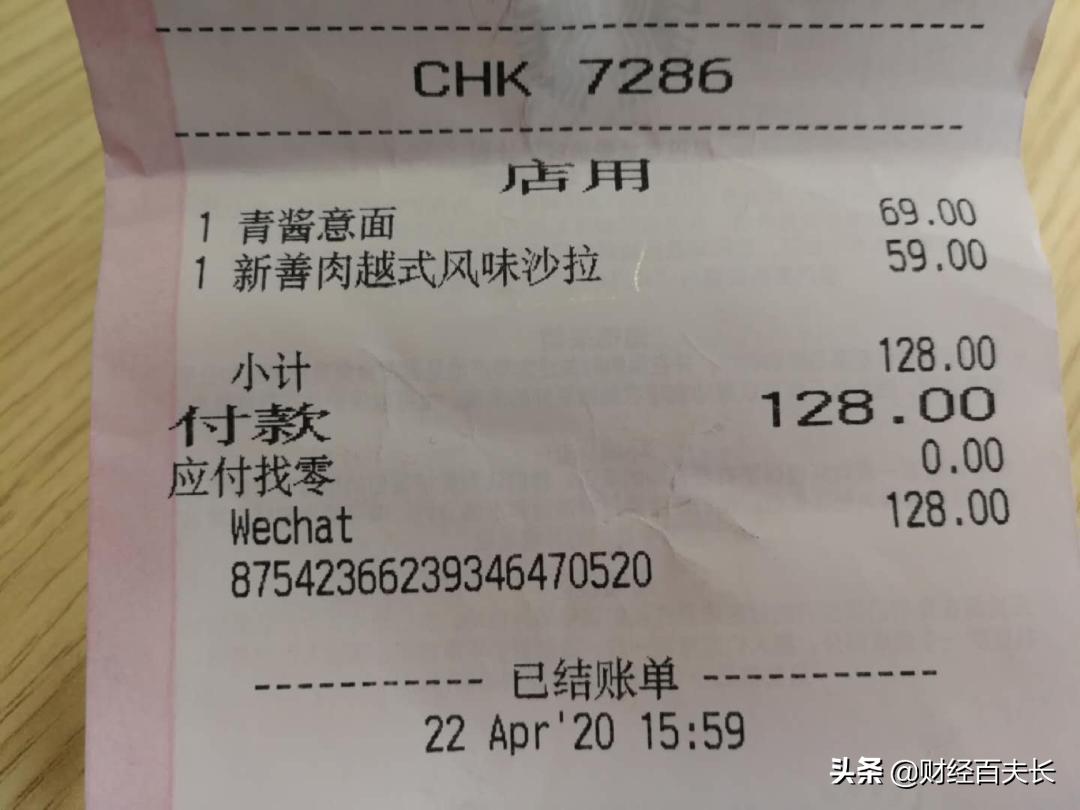 CHK 7286
店用
1 青酱意面 69.00
1 新善肉越式风味沙拉 59.00
小计 128.00
付款 128.00
应付找零 0.00
Wechat 128.00
87542366239346470520
----------- 已结账单 -----------
22 Apr'20 15:59
头条 @财经百夫长